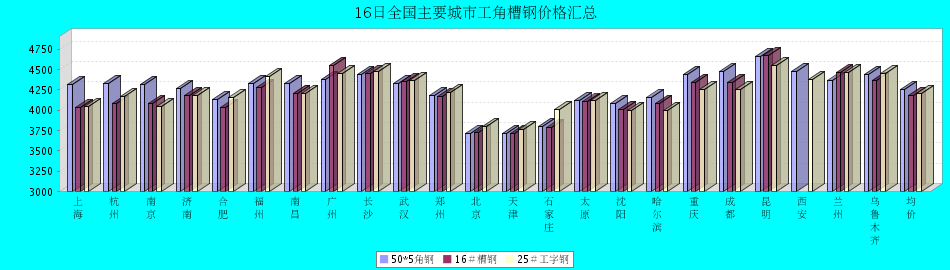 16日全国主要城市工角槽钢价格汇总
4750
4500
4250
4000
3750
3500
3250
3000
上海
杭州
南京
济南
合肥
福州
南昌
广州
长沙
武汉
郑州
北京
天津
石家庄
太原
沈阳
哈尔滨
重庆
成都
昆明
西安
兰州
乌鲁木齐
均价
50*5角钢 16＃槽钢 25＃工字钢